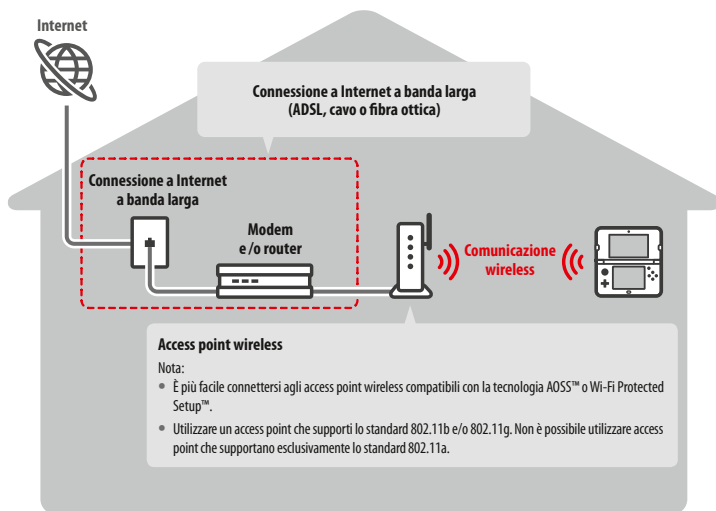 Internet
Connessione a Internet a banda larga
(ADSL, cavo o fibra ottica)
Connessione a Internet
a banda larga
Modem
e /o router
Comunicazione
wireless
Access point wireless
Nota:
• È più facile connettersi agli access point wireless compatibili con la tecnologia AOSS™ o Wi-Fi Protected
Setup™.
• Utilizzare un access point che supporti lo standard 802.11b e/o 802.11g. Non è possibile utilizzare access
point che supportano esclusivamente lo standard 802.11a.